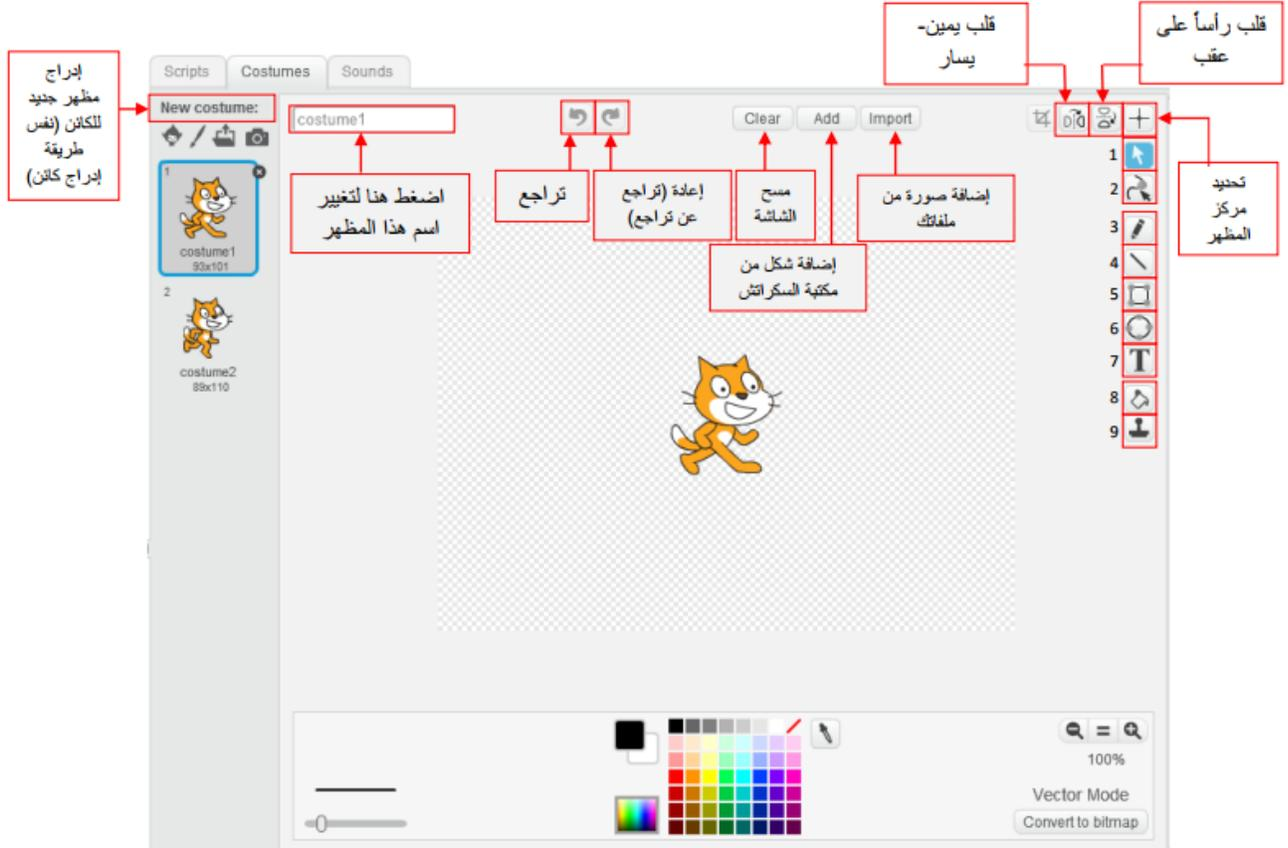 قلب يمين-
يسار
قلب رأساً على
عقب
إدراج
مظهر جديد
للكائن (نفس
طريقة
إدراج كائن)
Scripts
Costumes
Sounds
New costume:
costume1
Clear
Add
Import
1
costume1
93x101
2
costume2
89x110
اضغط هنا لتغيير
اسم هذا المظهر
تراجع
إعادة (تراجع
عن تراجع)
مسح
الشاشة
إضافة شكل من
مكتبة السكراتش
إضافة صورة من
ملفاتك
تحديد
مركز
المظهر
1
2
3
4
5
6
7
T
8
9
100%
Vector Mode
Convert to bitmap